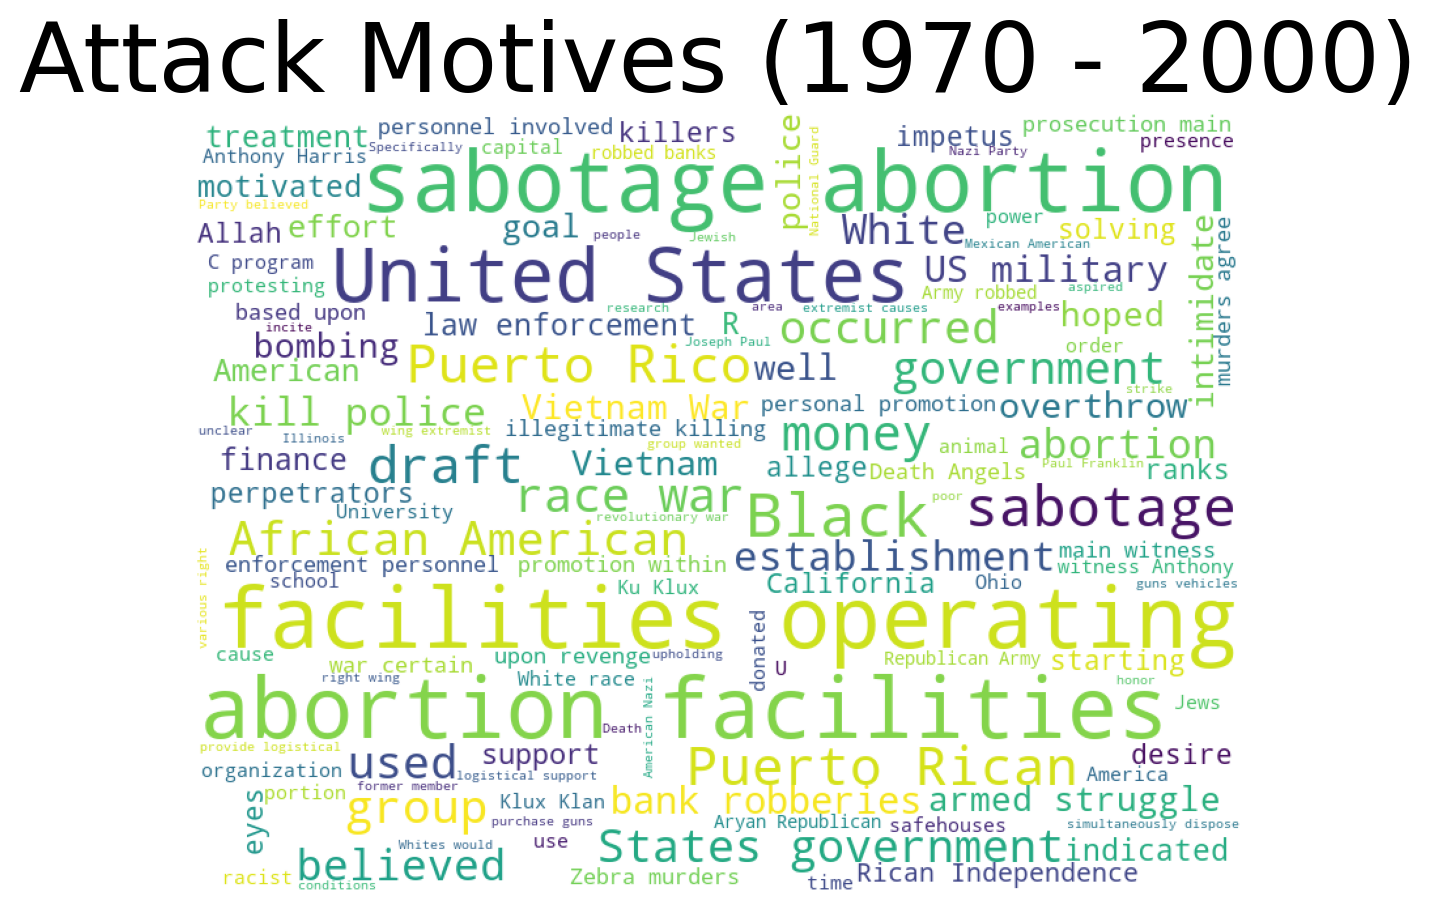 Attack Motives (1970 - 2000)
treatment personnel involved killers police National Guard impetus prosecution main
Anthony Harris Specifically capital robbed banks Nazi Party presence
motivated sabotage abortion
Party believed
Allah effort goal people Jewish White power Mexican American solving intimidate murders agree
C program United States US military
protesting research area extremist causes Army robbed aspired examples
based upon incite law enforcement R occurred hoped
bombing Joseph Paul order
American Puerto Rico well government strike
kill police Vietnam War personal promotion overthrow
unclear Illinois wing extremist illegitimate killing group wanted money animal abortion
finance draft Vietnam allege Death Angels Paul Franklin ranks
perpetrators race war Black poor sabotage
University revolutionary war
African American establishment main witness
various right enforcement personnel promotion within witness Anthony
school Ku Klux California Ohio guns vehicles
facilities operating
cause war certain upon revenge upholding donated U Republican Army starting
right wing White race American Nazi honor
abortion facilities Jews
Death
provide logistical used support Puerto Rican desire
organization logistical support America
eyes portion former member group Klux Klan bank robberies armed struggle
purchase guns Aryan Republican safehouses simultaneously dispose
Whites would use States government indicated
racist believed Zebra murders time Rican Independence
conditions